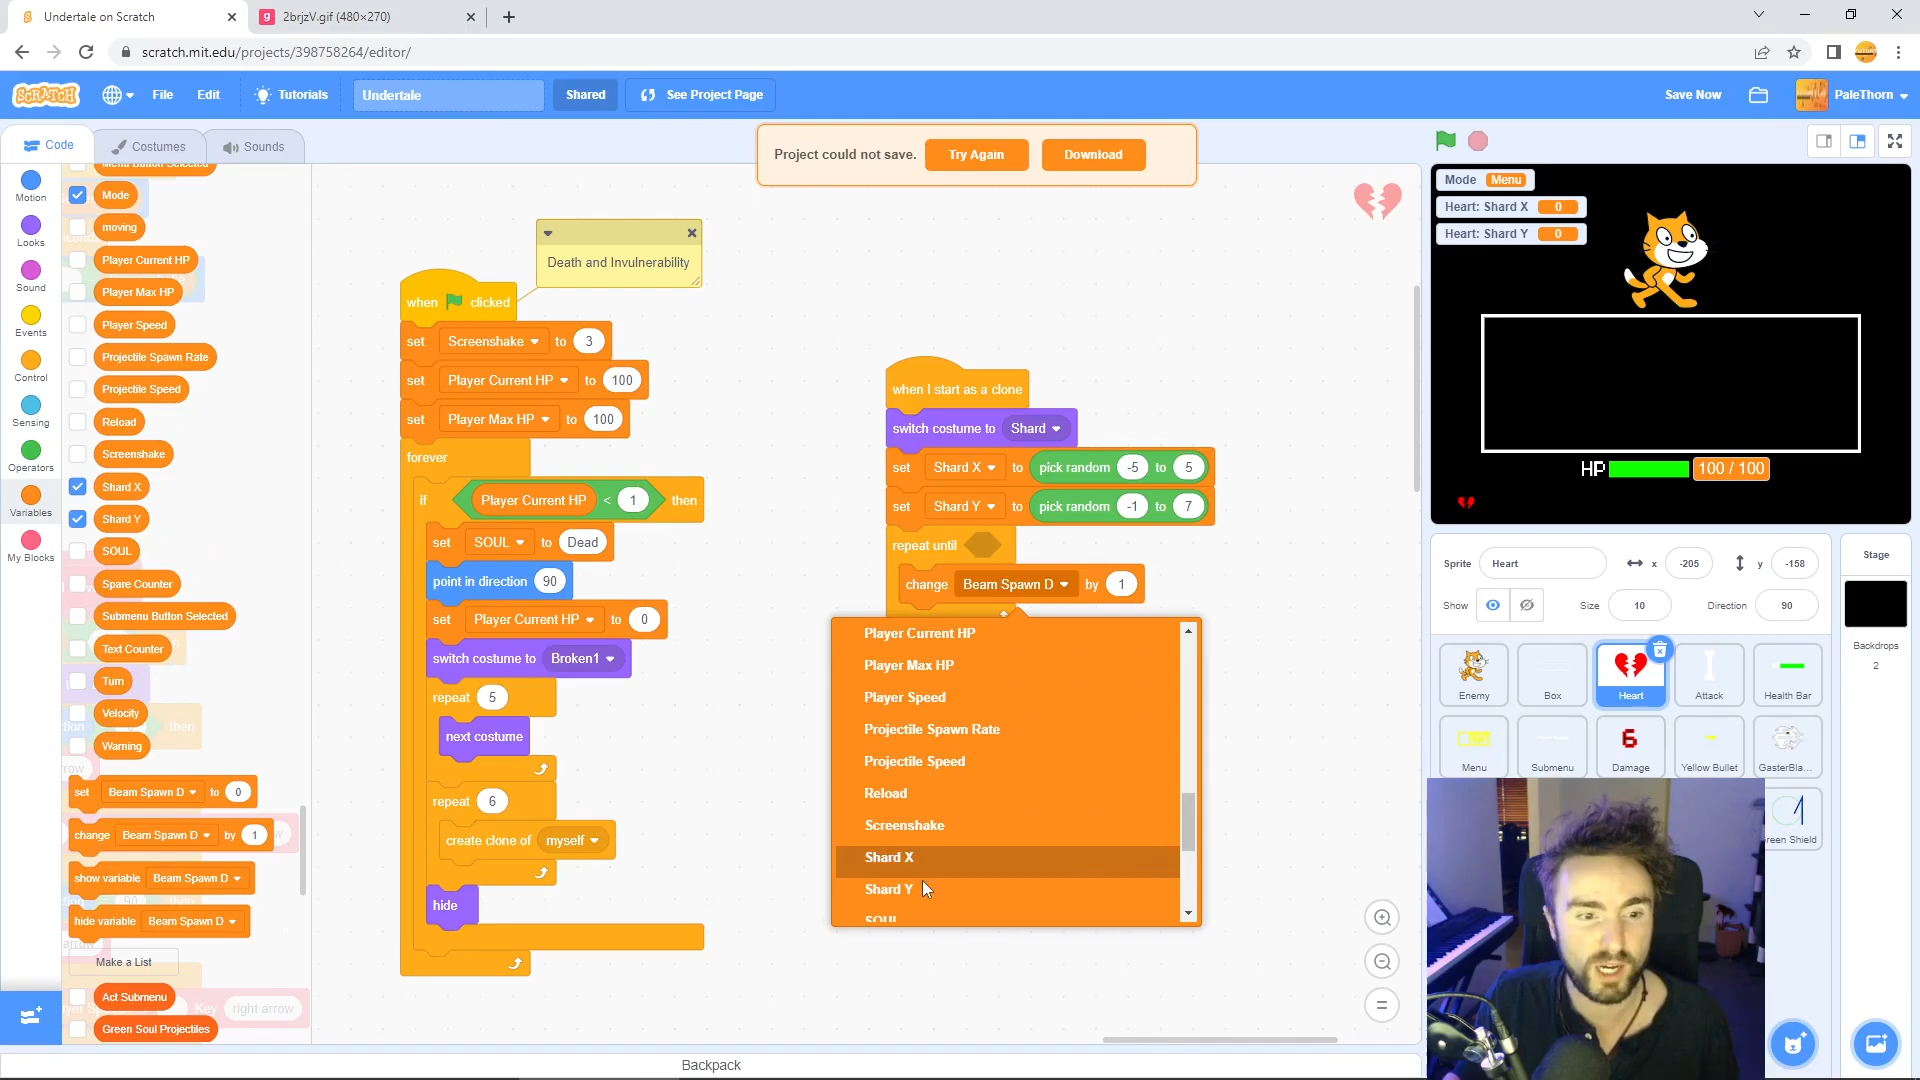 Undertale on Scratch
2brjzV.gif (480×270)
scratch.mit.edu/projects/398758264/editor/
SCRATCH
File
Edit
Tutorials
Undertale
Shared
See Project Page
Save Now
PaleThorn
Code
Costumes
Sounds
Project could not save.
Try Again
Download
Motion
Looks
Sound
Events
Control
Sensing
Operators
Variables
My Blocks
Menu Button Selected
Mode
moving
Player Current HP
Player Max HP
Player Speed
Projectile Spawn Rate
Projectile Speed
Reload
Screenshake
Shard X
Shard Y
SOUL
Spare Counter
Submenu Button Selected
Text Counter
Turn
Velocity
Warning
set Beam Spawn D to 0
change Beam Spawn D by 1
show variable Beam Spawn D
hide variable Beam Spawn D
Make a List
Act Submenu
Key right arrow
Green Soul Projectiles
Death and Invulnerability
when clicked
set Screenshake to 3
set Player Current HP to 100
set Player Max HP to 100
forever
if Player Current HP < 1 then
set SOUL to Dead
point in direction 90
set Player Current HP to 0
switch costume to Broken1
repeat 5
next costume
repeat 6
create clone of myself
hide
when I start as a clone
switch costume to Shard
set Shard X to pick random -5 to 5
set Shard Y to pick random -1 to 7
repeat until
change Beam Spawn D by 1
Player Current HP
Player Max HP
Player Speed
Projectile Spawn Rate
Projectile Speed
Reload
Screenshake
Shard X
Shard Y
SOUL
Backpack
Mode Menu
Heart: Shard X 0
Heart: Shard Y 0
HP 100 / 100
Sprite Heart x -205 y -158
Show Size 10 Direction 90
Enemy
Box
Heart
Attack
Health Bar
Menu
Submenu
6
Damage
Yellow Bullet
GasterBla...
reen Shield
Stage
Backdrops
2